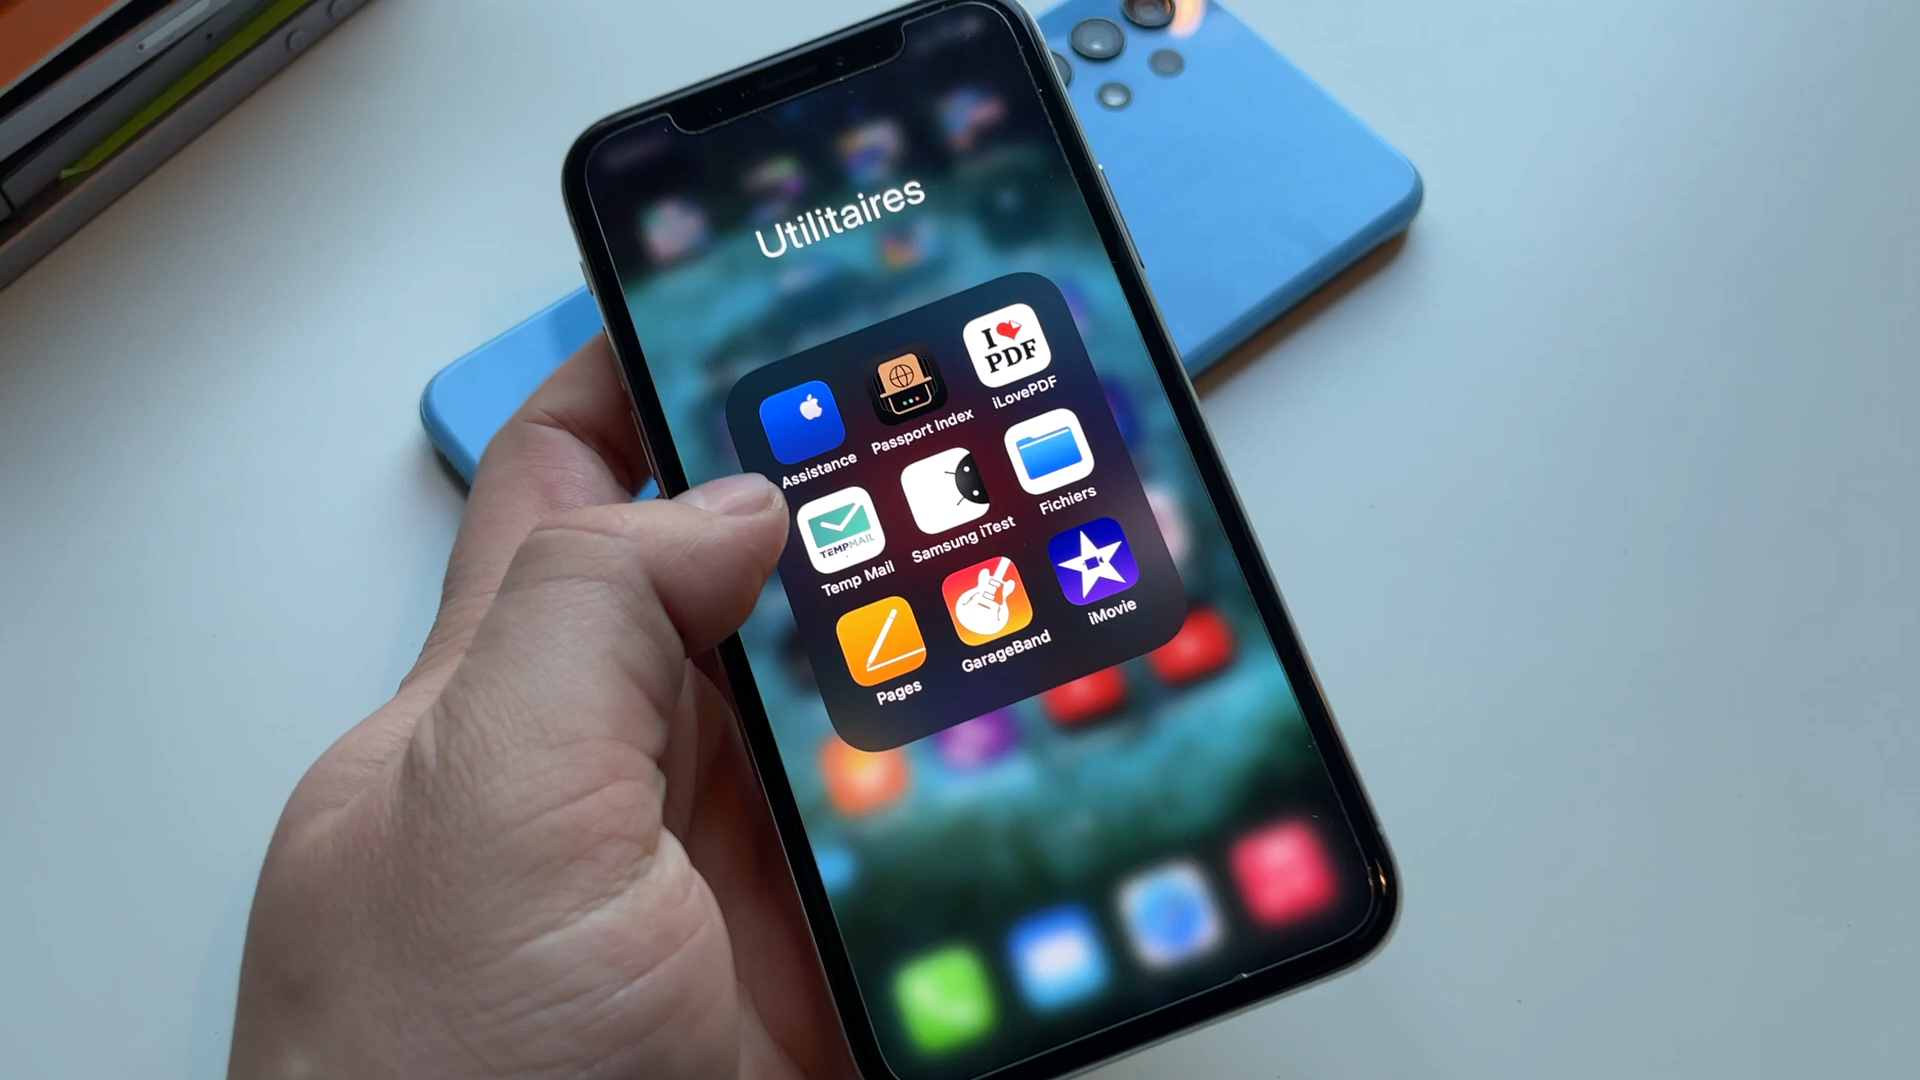 Utilitaires
I
PDF
Assistance
Passport Index
iLovePDF
TEMPMAIL
Temp Mail
Samsung iTest
Fichiers
Pages
GarageBand
iMovie